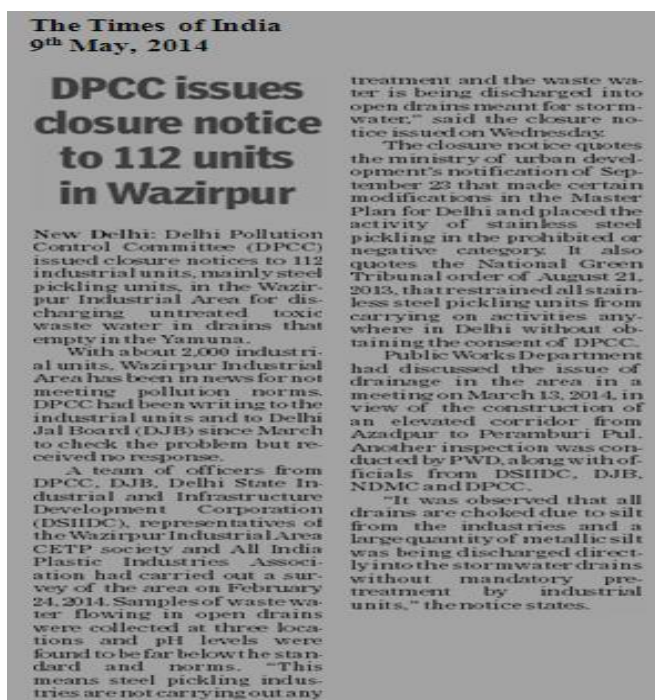 The Times of India
9th May, 2014
DPCC issues
closure notice
to 112 units
in Wazirpur
New Delhi: Delhi Pollution
Control Committee (DPCC)
issued closure notices to 112
industrial units, mainly steel
pickling units, in the Wazir-
pur Industrial Area for dis-
charging untreated toxic
waste water in drains that
empty in the Yamuna.
With about 2,000 industri-
al units, Wazirpur Industrial
Area has been in news for not
meeting pollution norms.
DPCC had been writing to the
industrial units and to Delhi
Jal Board (DJB) since March
to check the problem but re-
ceived no response.
A team of officers from
DPCC, DJB, Delhi State In-
dustrial and Infrastructure
Development Corporation
(DSIIDC), representatives of
the Wazirpur Industrial Area
CETP society and All India
Plastic Industries Associ-
ation had carried out a sur-
vey of the area on February
24, 2014. Samples of waste wa-
ter flowing in open drains
were collected at three loca-
tions and pH levels were
found to be far below the stan-
dard and norms. "This
means steel pickling indus-
tries are not carrying out any
treatment and the waste wa-
ter is being discharged into
open drains meant for storm-
water," said the closure no-
tice issued on Wednesday.
The closure notice quotes
the ministry of urban devel-
opment's notification of Sep-
tember 23 that made certain
modifications in the Master
Plan for Delhi and placed the
activity of stainless steel
pickling in the prohibited or
negative category. It also
quotes the National Green
Tribunal order of August 21,
2013, that restrained all stain-
less steel pickling units from
carrying on activities any-
where in Delhi without ob-
taining the consent of DPCC.
Public Works Department
had discussed the issue of
drainage in the area in a
meeting on March 13, 2014, in
view of the construction of
an elevated corridor from
Azadpur to Peramburi Pul.
Another inspection was con-
ducted by PWD, along with of-
ficials from DSIIDC, DJB,
NDMC and DPCC.
"It was observed that all
drains are choked due to silt
from the industries and a
large quantity of metallic silt
was being discharged direct-
ly into the stormwater drains
without mandatory pre-
treatment by industrial
units," the notice states.